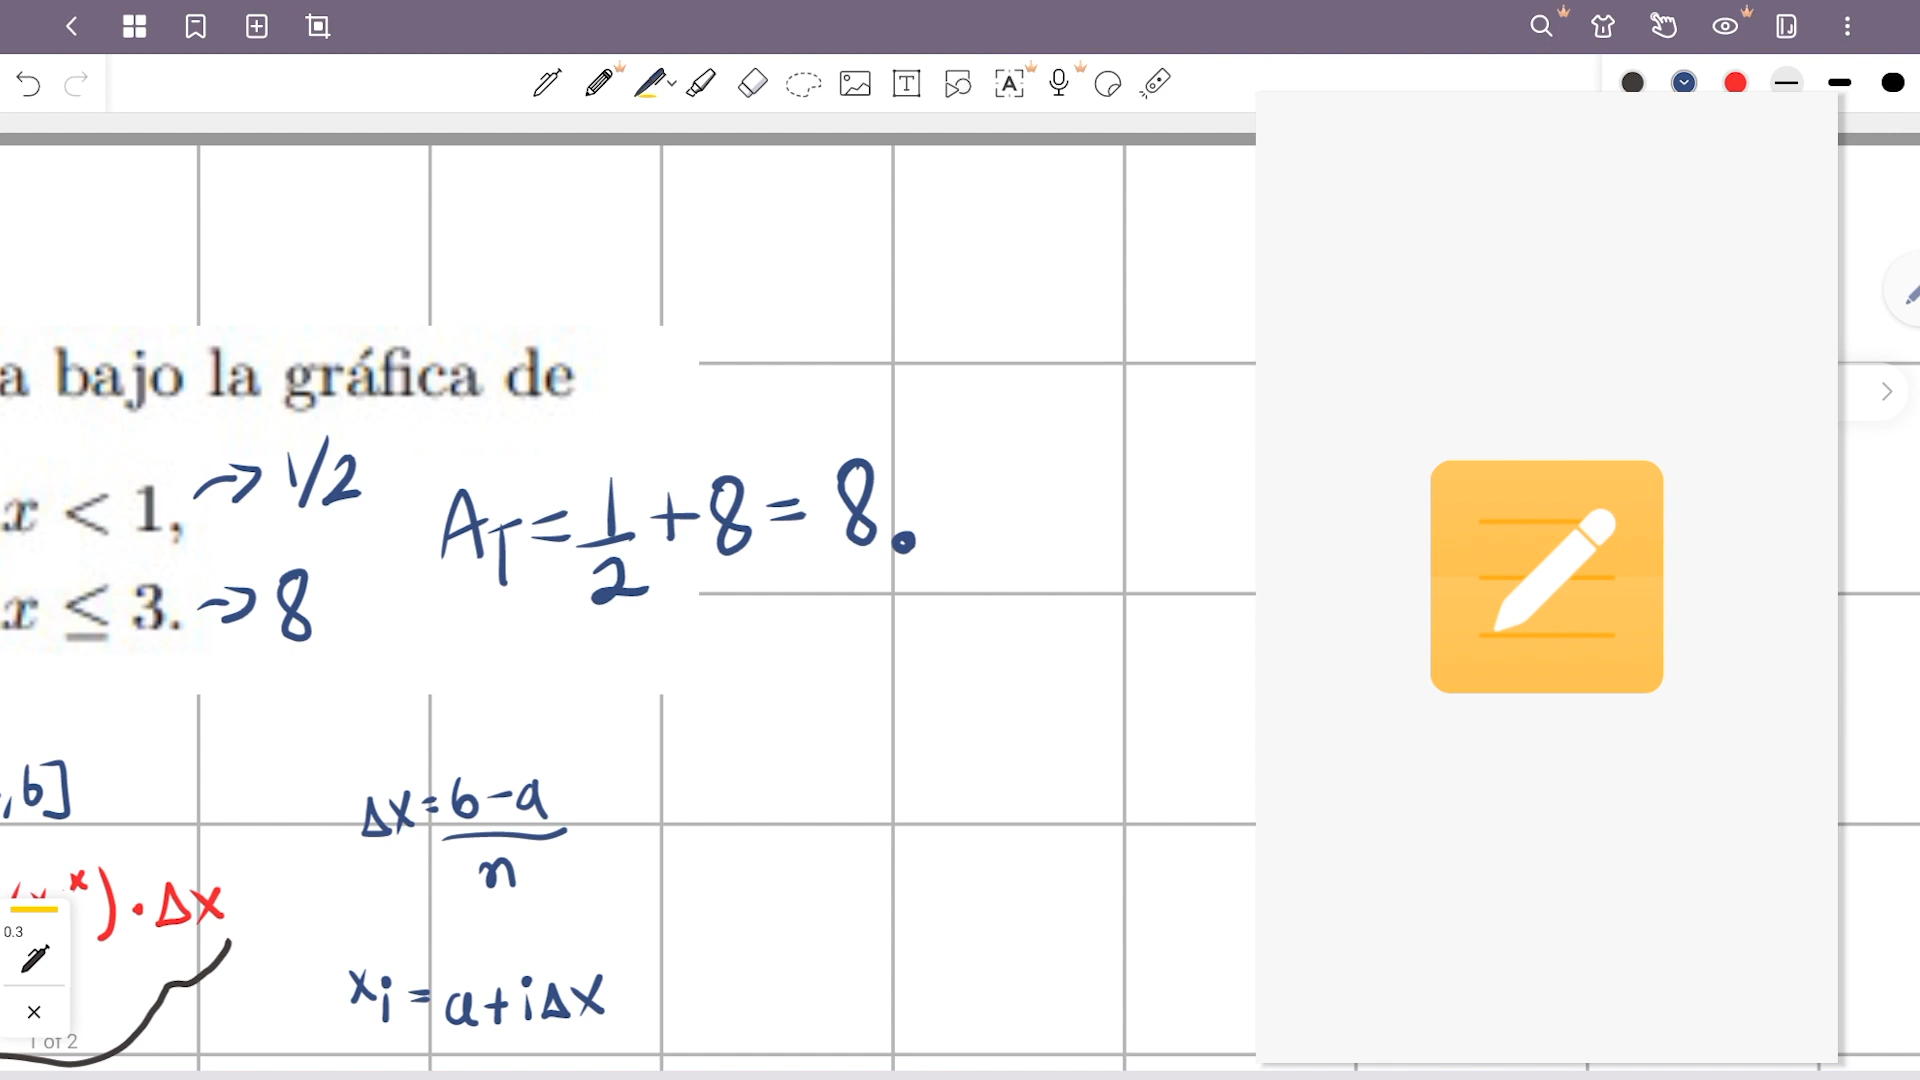 a bajo la gráfica de
x < 1, → 1/2
A_T = 1/2 + 8 = 8.
x ≤ 3. → 8
, b]
Δx = b - a / n
x*) · Δx
0.3
x_i = a + i Δx
1 of 2